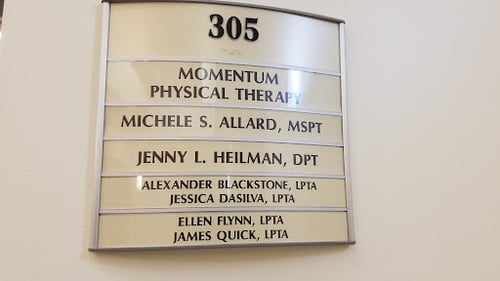 305
MOMENTUM
PHYSICAL THERAPY
MICHELE S. ALLARD, MSPT
JENNY L. HEILMAN, DPT
ALEXANDER BLACKSTONE, LPTA
JESSICA DASILVA, LPTA
ELLEN FLYNN, LPTA
JAMES QUICK, LPTA